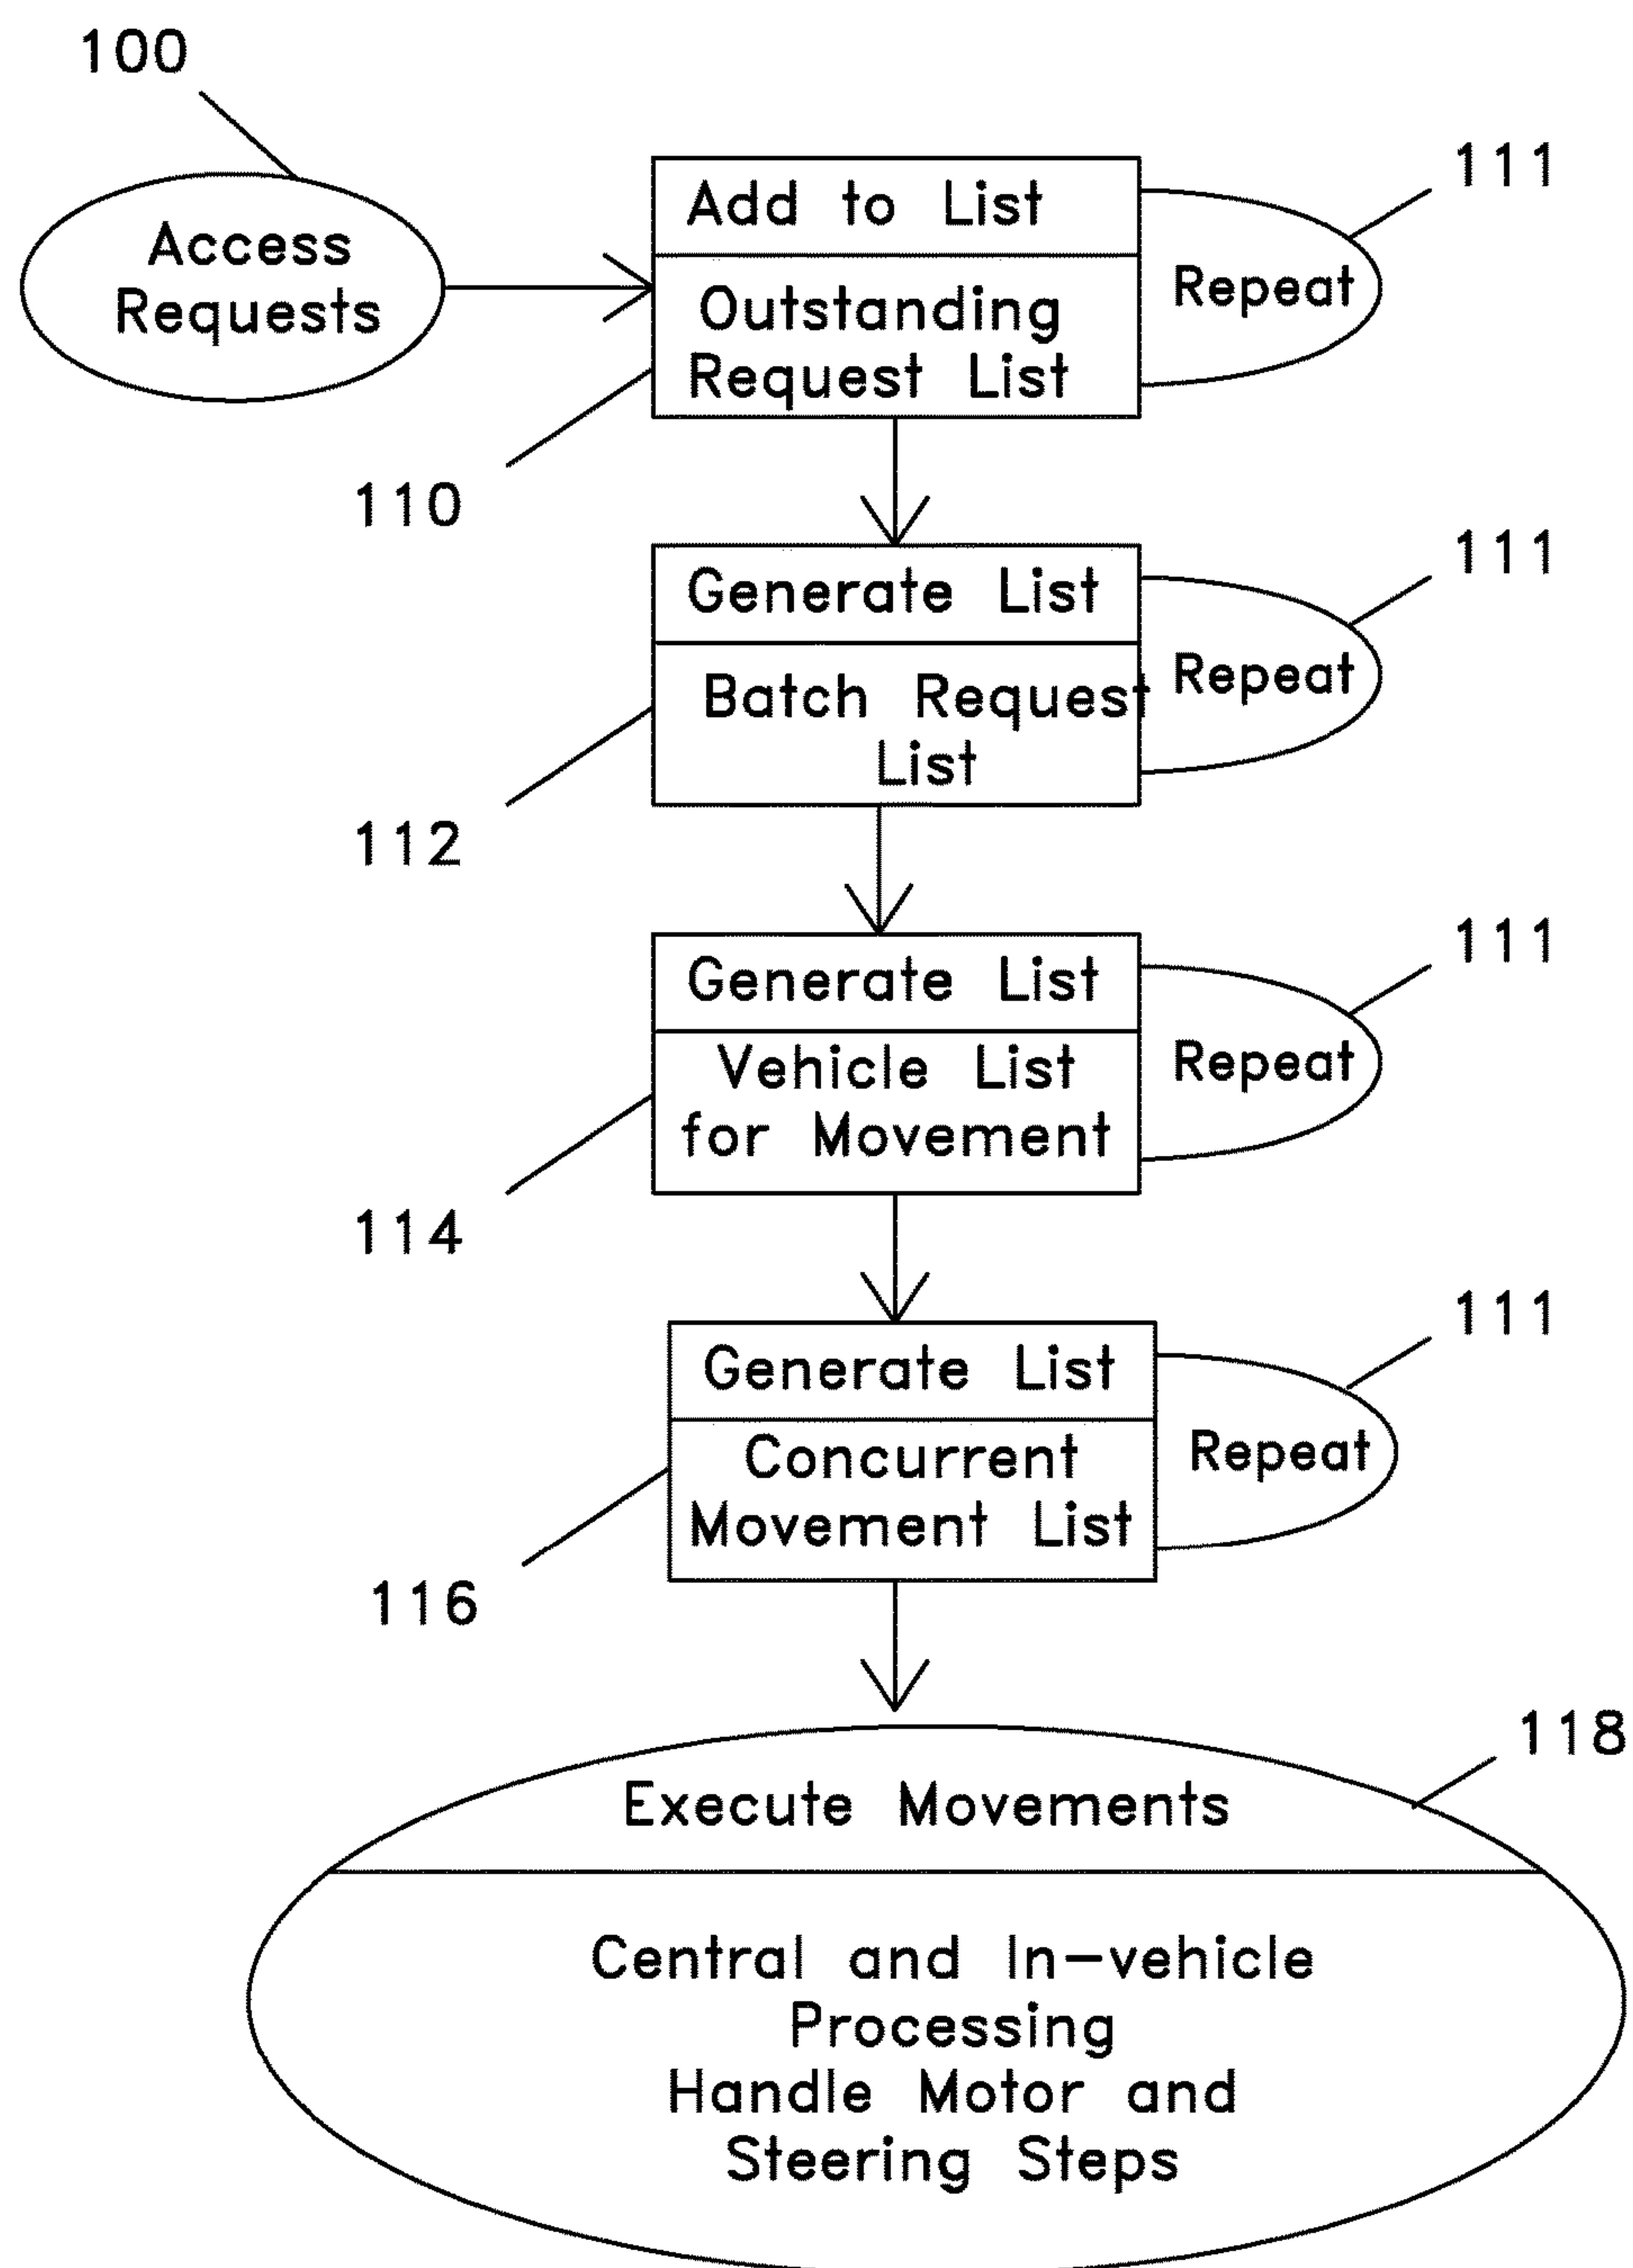 100
Access
Requests
Add to List
Outstanding
Request List
Repeat
111
110
Generate List
Batch Request
List
Repeat
111
112
Generate List
Vehicle List
for Movement
Repeat
111
114
Generate List
Concurrent
Movement List
Repeat
111
116
118
Execute Movements
Central and In-vehicle
Processing
Handle Motor and
Steering Steps